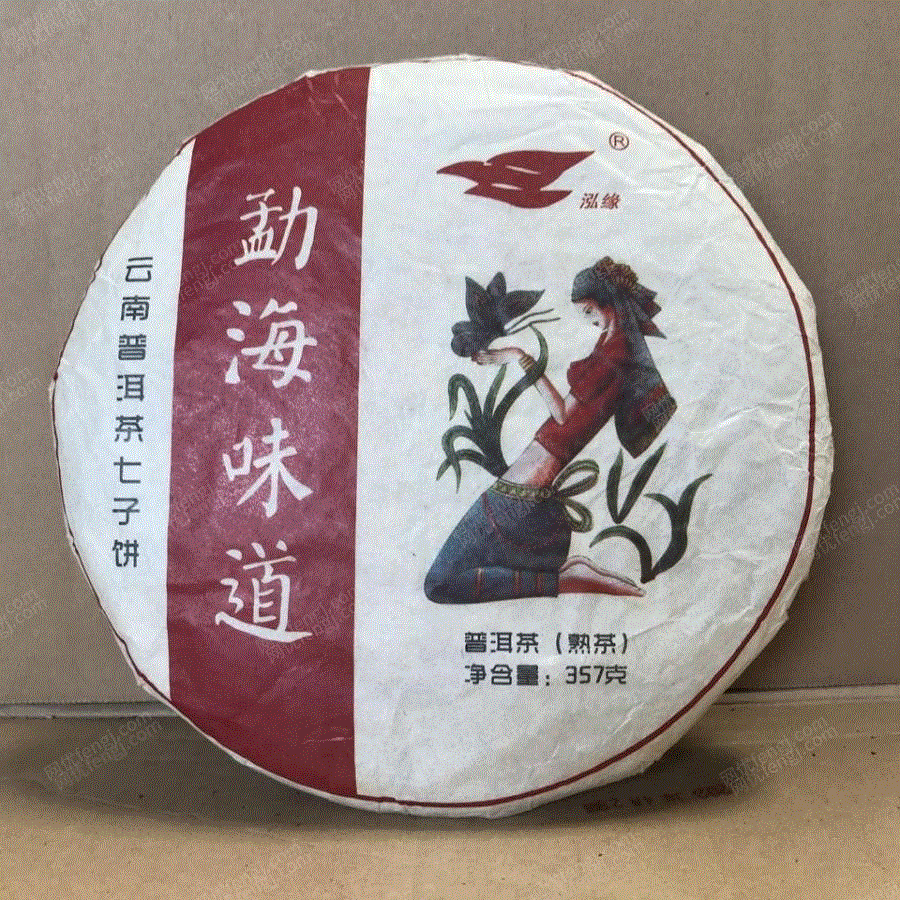 云南普洱茶七子饼
勐海味道
®
泓缘
普洱茶（熟茶）
净含量：357克